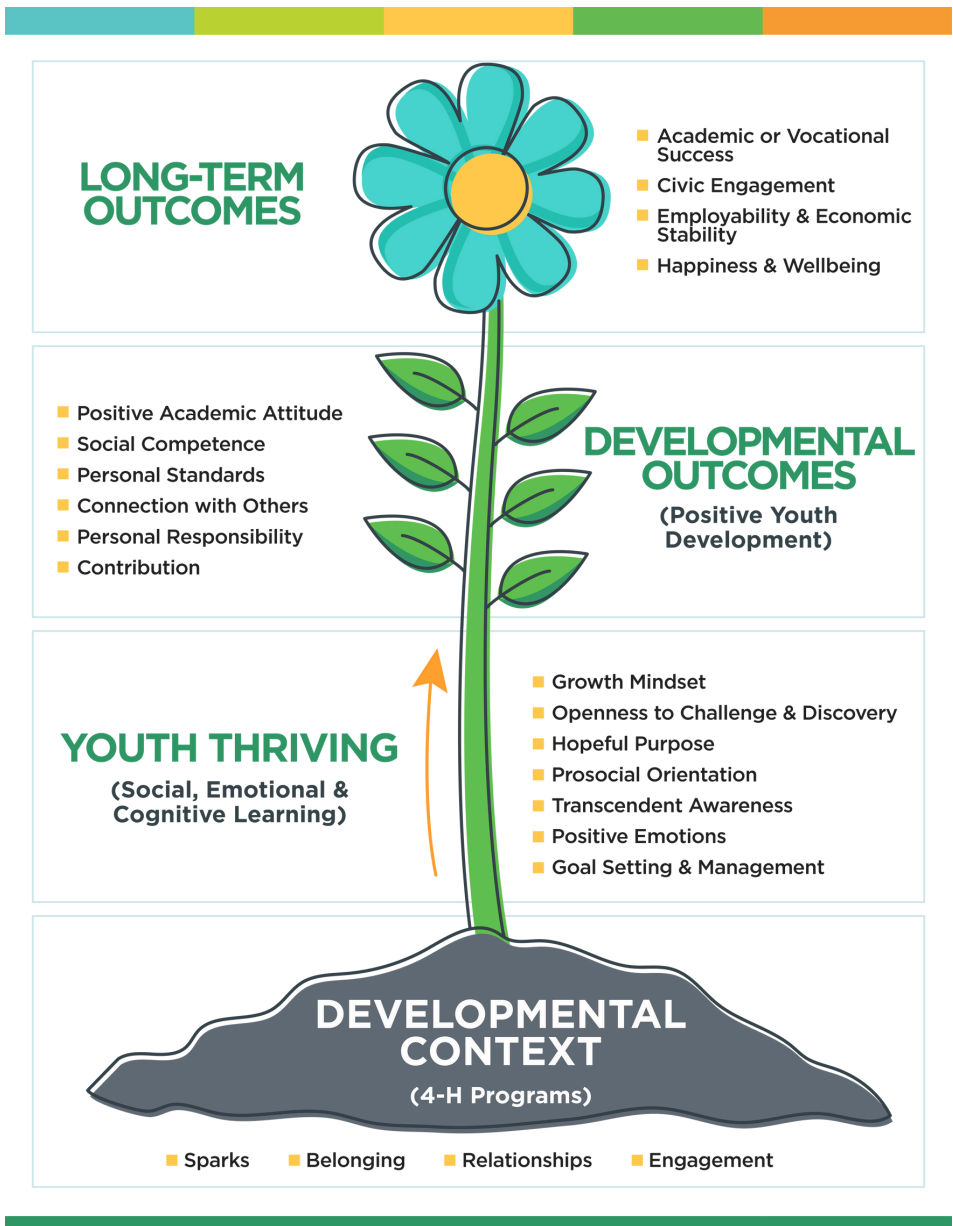 LONG-TERM
OUTCOMES
Academic or Vocational
Success
Civic Engagement
Employability & Economic
Stability
Happiness & Wellbeing
Positive Academic Attitude
Social Competence
Personal Standards
Connection with Others
Personal Responsibility
Contribution
DEVELOPMENTAL
OUTCOMES
(Positive Youth
Development)
YOUTH THRIVING
(Social, Emotional &
Cognitive Learning)
Growth Mindset
Openness to Challenge & Discovery
Hopeful Purpose
Prosocial Orientation
Transcendent Awareness
Positive Emotions
Goal Setting & Management
DEVELOPMENTAL
CONTEXT
(4-H Programs)
Sparks Belonging Relationships Engagement